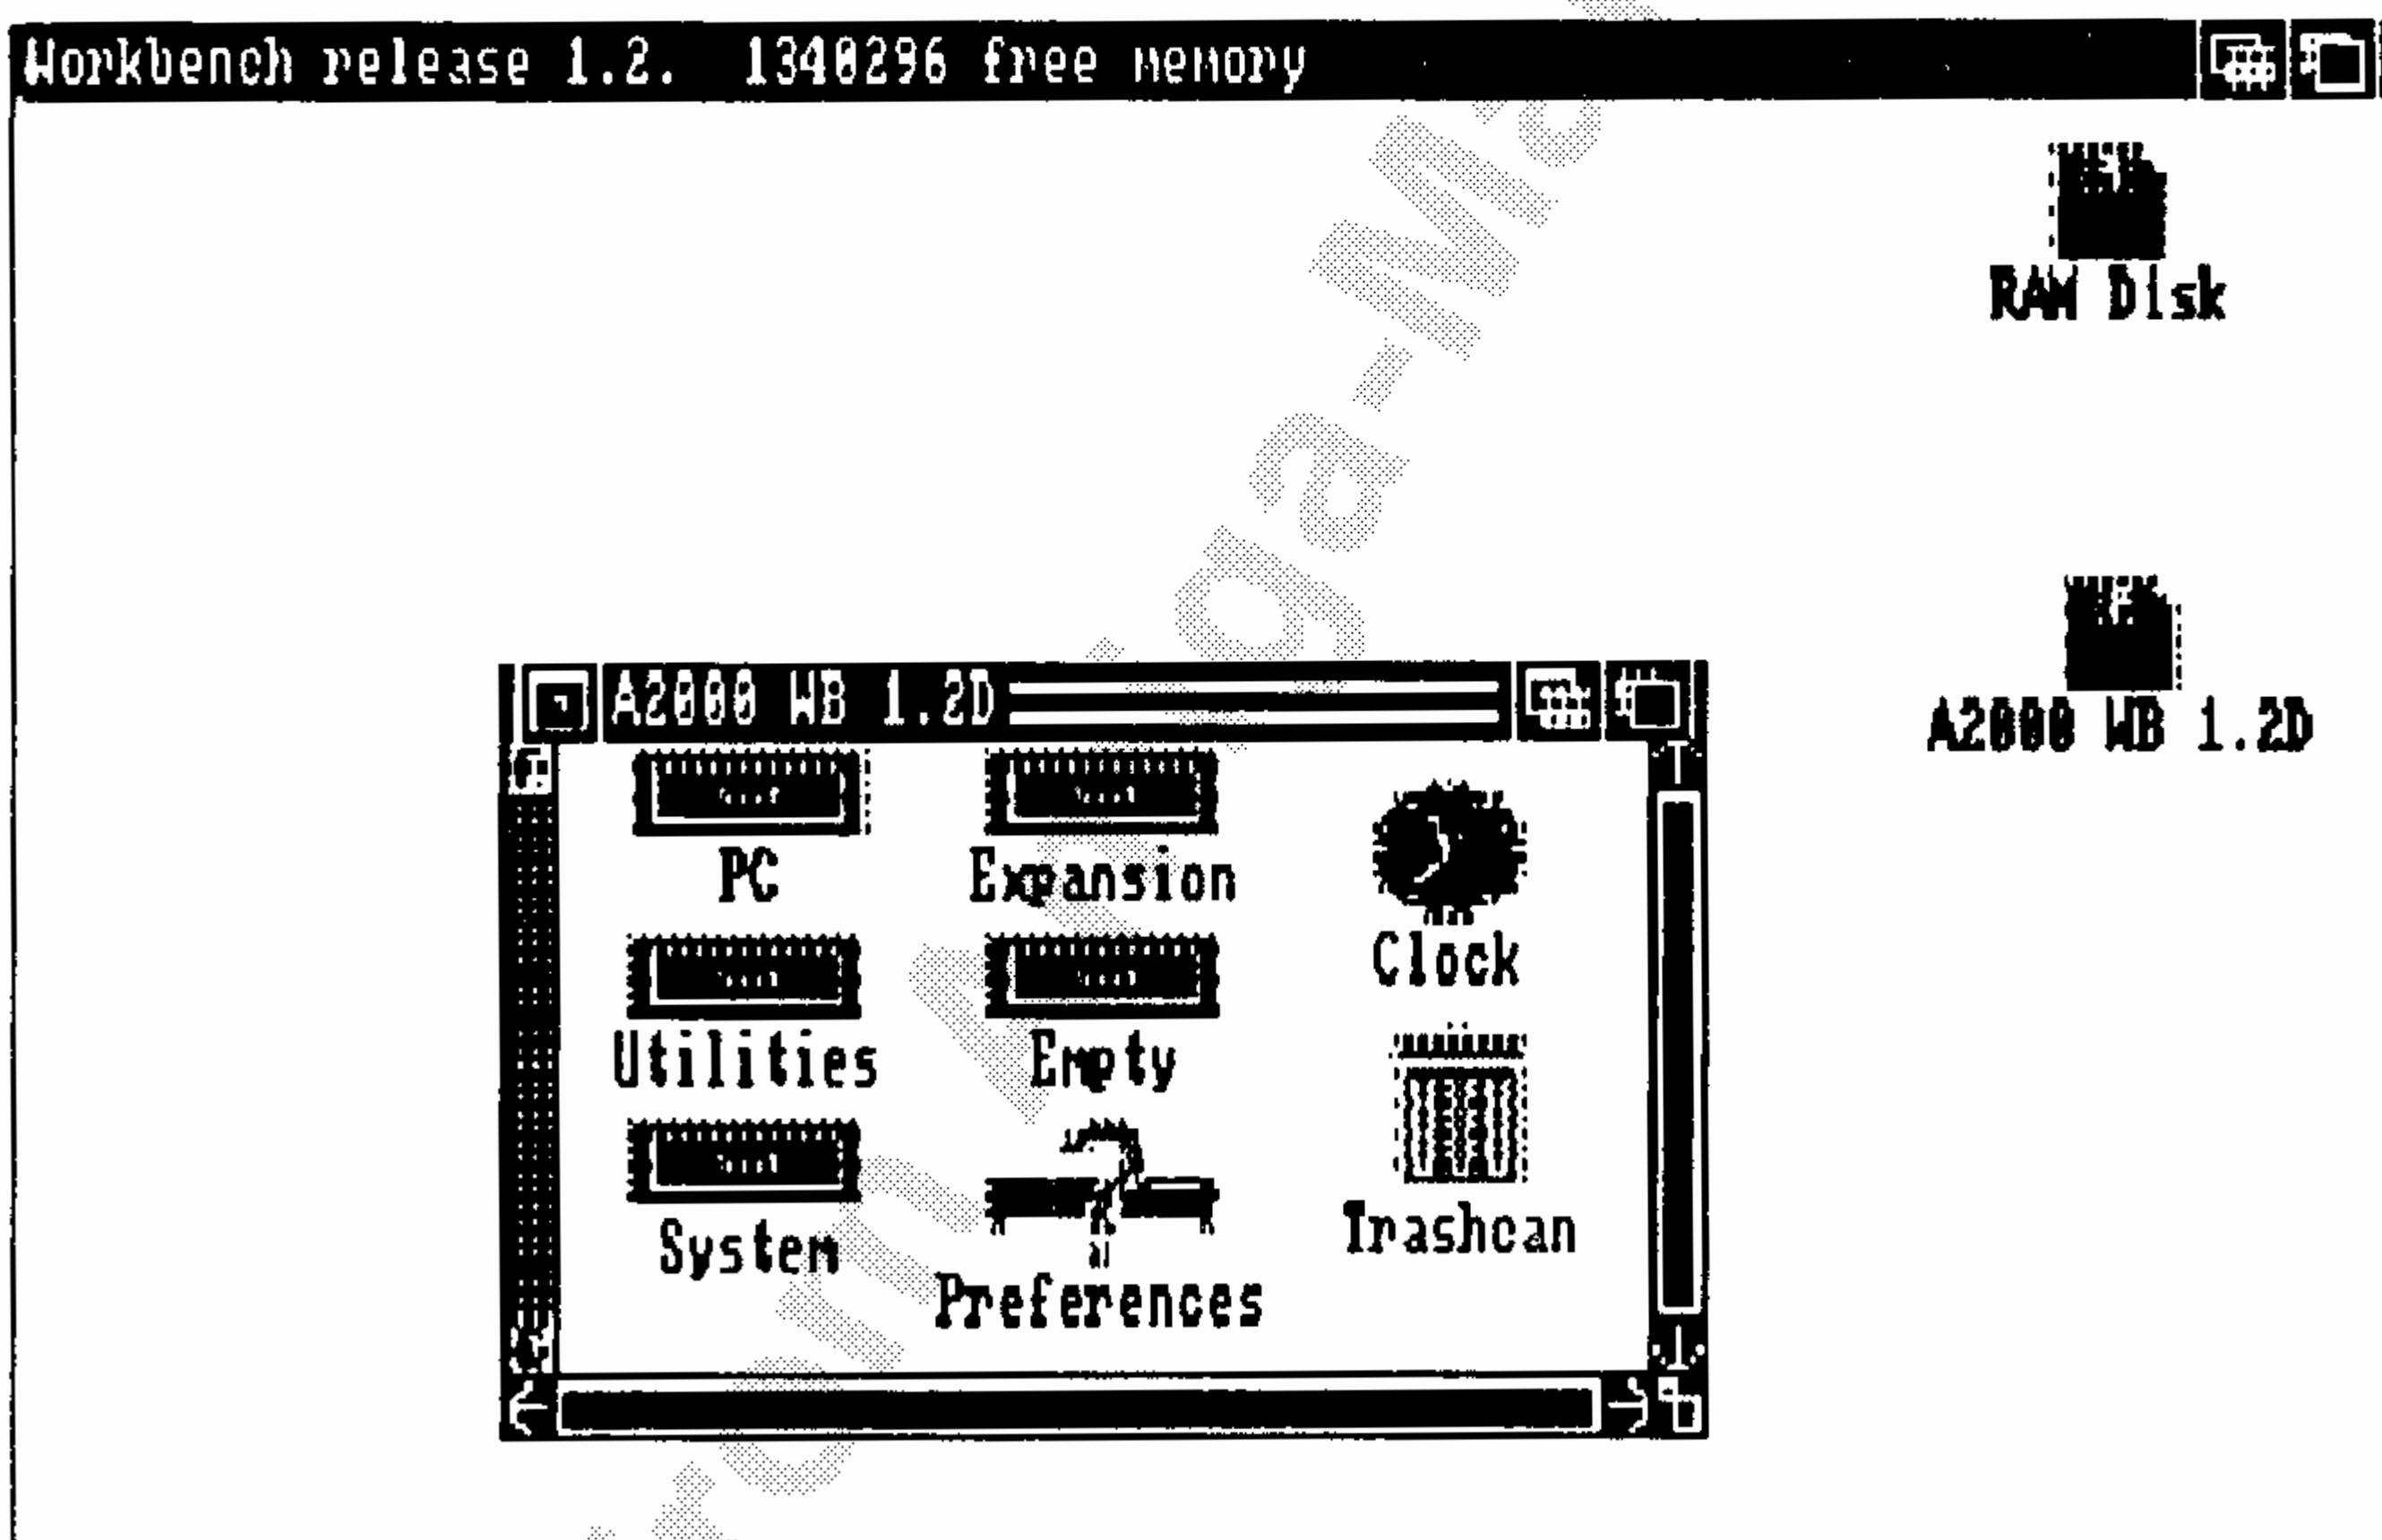 Workbench release 1.2. 1340296 free memory
RAM Disk
A2000 WB 1.2D
A2000 WB 1.2D
PC Expansion Clock
Utilities Empty
System Preferences Trashcan